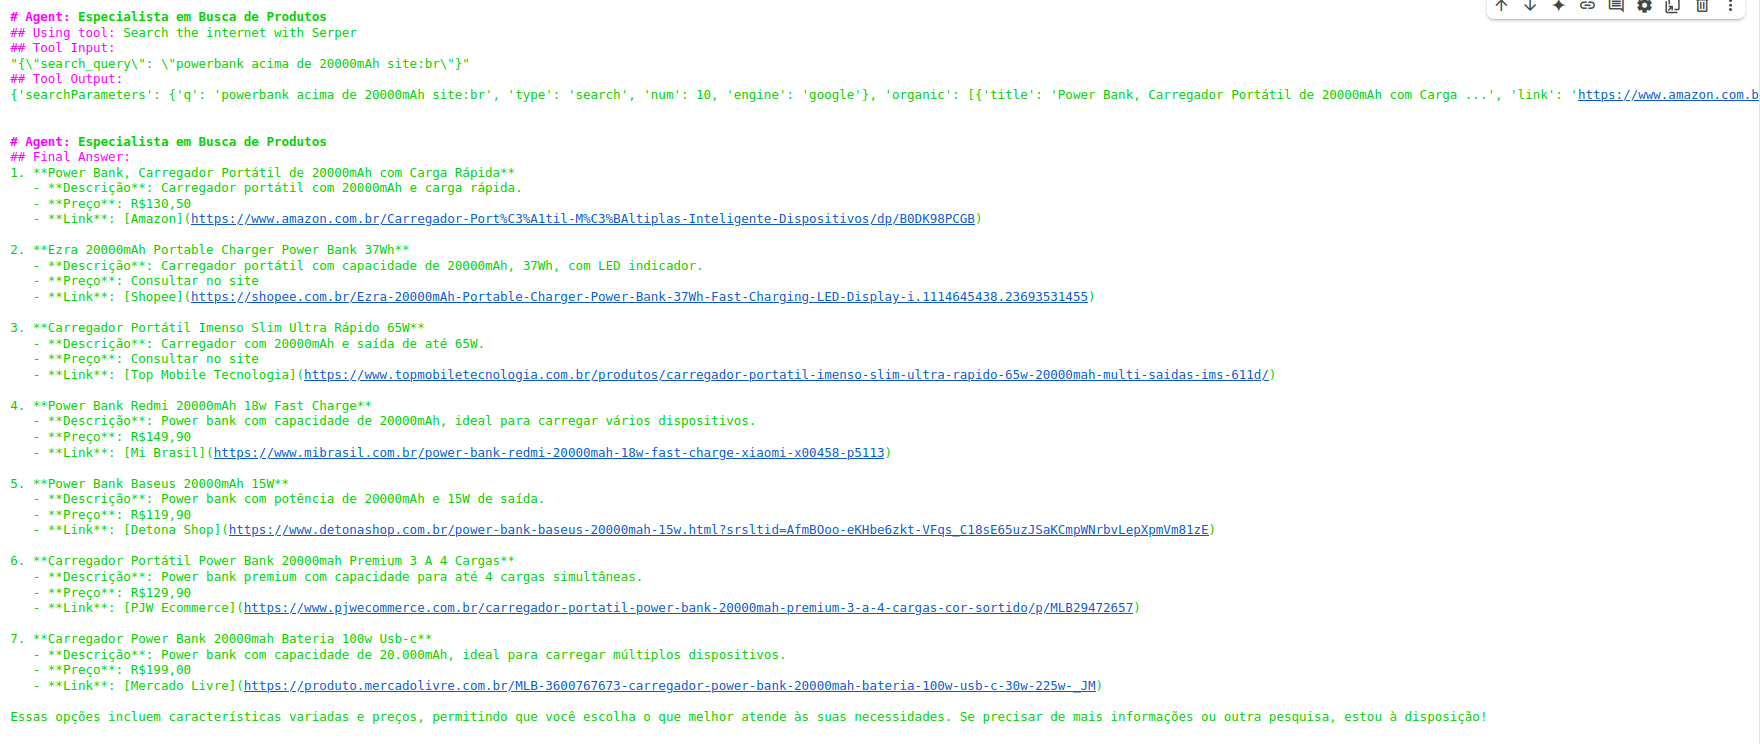 # Agent: Especialista em Busca de Produtos
## Using tool: Search the internet with Serper
## Tool Input:
"{\"search_query\": \"powerbank acima de 20000mAh site:br\"}"
## Tool Output:
{'searchParameters': {'q': 'powerbank acima de 20000mAh site:br', 'type': 'search', 'num': 10, 'engine': 'google'}, 'organic': [{'title': 'Power Bank, Carregador Portátil de 20000mAh com Carga ...', 'link': 'https://www.amazon.com.b
# Agent: Especialista em Busca de Produtos
## Final Answer:
1. **Power Bank, Carregador Portátil de 20000mAh com Carga Rápida**
- **Descrição**: Carregador portátil com 20000mAh e carga rápida.
- **Preço**: R$130,50
- **Link**: [Amazon](https://www.amazon.com.br/Carregador-Port%C3%A1til-M%C3%BAltiplas-Inteligente-Dispositivos/dp/B0DK98PCGB)
2. **Ezra 20000mAh Portable Charger Power Bank 37Wh**
- **Descrição**: Carregador portátil com capacidade de 20000mAh, 37Wh, com LED indicador.
- **Preço**: Consultar no site
- **Link**: [Shopee](https://shopee.com.br/Ezra-20000mAh-Portable-Charger-Power-Bank-37Wh-Fast-Charging-LED-Display-i.1114645438.23693531455)
3. **Carregador Portátil Imenso Slim Ultra Rápido 65W**
- **Descrição**: Carregador com 20000mAh e saída de até 65W.
- **Preço**: Consultar no site
- **Link**: [Top Mobile Tecnologia](https://www.topmobiletecnologia.com.br/produtos/carregador-portatil-imenso-slim-ultra-rapido-65w-20000mah-multi-saidas-ims-611d/)
4. **Power Bank Redmi 20000mAh 18w Fast Charge**
- **Descrição**: Power bank com capacidade de 20000mAh, ideal para carregar vários dispositivos.
- **Preço**: R$149,90
- **Link**: [Mi Brasil](https://www.mibrasil.com.br/power-bank-redmi-20000mah-18w-fast-charge-xiaomi-x00458-p5113)
5. **Power Bank Baseus 20000mAh 15W**
- **Descrição**: Power bank com potência de 20000mAh e 15W de saída.
- **Preço**: R$119,90
- **Link**: [Detona Shop](https://www.detonashop.com.br/power-bank-baseus-20000mah-15w.html?srsltid=AfmBOoo-eKHbe6zkt-VFqs_C18sE65uzJSaKCmpWNrbvLepXpmVm81zE)
6. **Carregador Portátil Power Bank 20000mah Premium 3 A 4 Cargas**
- **Descrição**: Power bank premium com capacidade para até 4 cargas simultâneas.
- **Preço**: R$129,90
- **Link**: [PJW Ecommerce](https://www.pjwecommerce.com.br/carregador-portatil-power-bank-20000mah-premium-3-a-4-cargas-cor-sortido/p/MLB29472657)
7. **Carregador Power Bank 20000mah Bateria 100w Usb-c**
- **Descrição**: Power bank com capacidade de 20.000mAh, ideal para carregar múltiplos dispositivos.
- **Preço**: R$199,00
- **Link**: [Mercado Livre](https://produto.mercadolivre.com.br/MLB-3600767673-carregador-power-bank-20000mah-bateria-100w-usb-c-30w-225w-_JM)
Essas opções incluem características variadas e preços, permitindo que você escolha o que melhor atende às suas necessidades. Se precisar de mais informações ou outra pesquisa, estou à disposição!